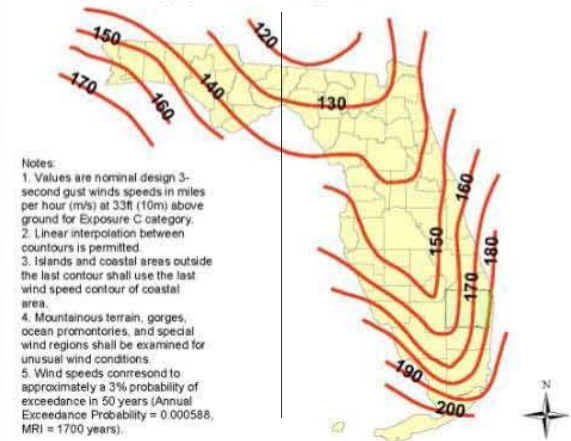 120
150
140
130
170
160
Notes:
1. Values are nominal design 3-
second gust winds speeds in miles
per hour (m/s) at 33ft (10m) above
ground for Exposure C category.
2. Linear interpolation between
countours is permitted.
3. Islands and coastal areas outside
the last contour shall use the last
wind speed contour of coastal
area.
4. Mountainous terrain, gorges,
ocean promontories, and special
wind regions shall be examined for
unusual wind conditions.
5. Wind speeds conrresond to
approximately a 3% probability of
exceedance in 50 years (Annual
Exceedance Probability = 0.000588,
MRI = 1700 years).
160
150
180
170
190
200
N